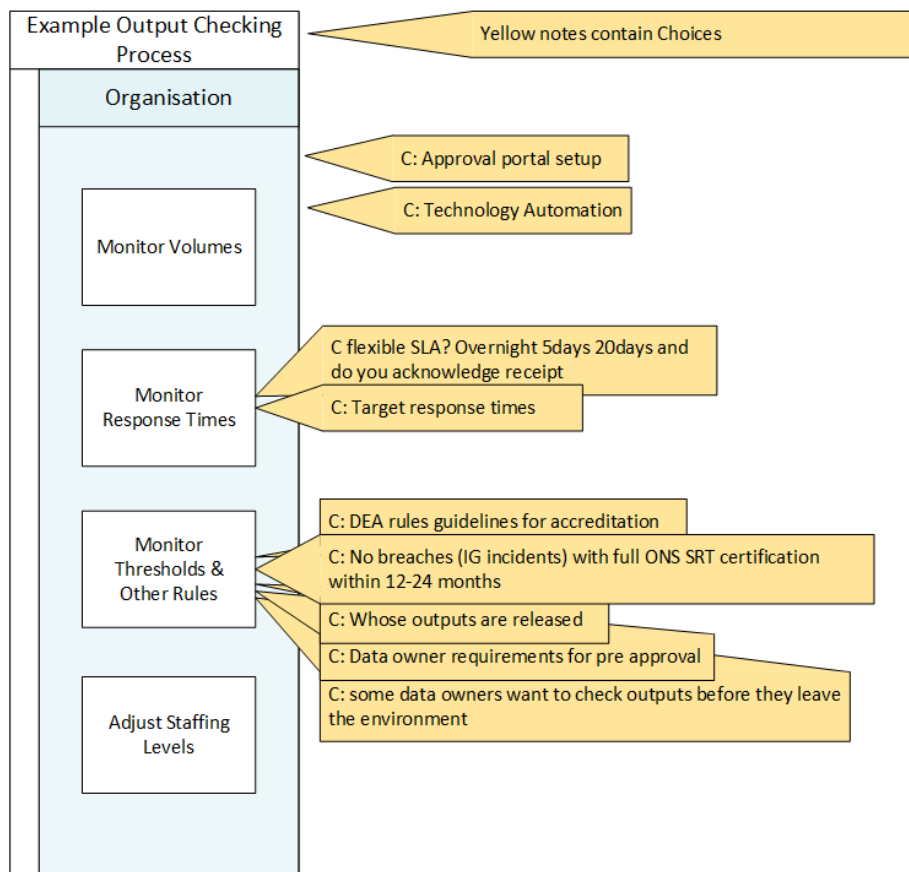 Example Output Checking
Process
Yellow notes contain Choices
Organisation
C: Approval portal setup
C: Technology Automation
Monitor Volumes
C flexible SLA? Overnight 5days 20days and
do you acknowledge receipt
Monitor
Response Times
C: Target response times
C: DEA rules guidelines for accreditation
Monitor
Thresholds &
Other Rules
C: No breaches (IG incidents) with full ONS SRT certification
within 12-24 months
C: Whose outputs are released
C: Data owner requirements for pre approval
C: some data owners want to check outputs before they leave
the environment
Adjust Staffing
Levels